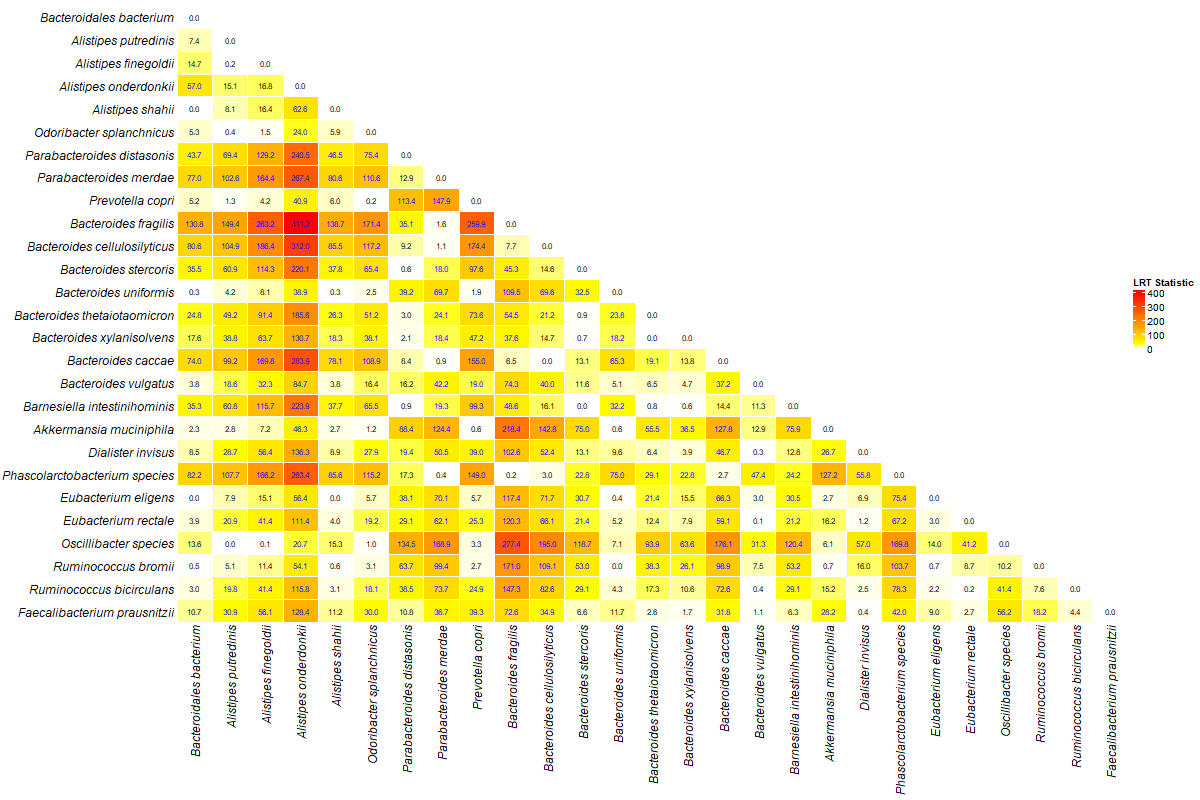 Bacteroidales bacterium 0.0
Alistipes putredinis 7.4 0.0
Alistipes finegoldii 14.7 0.2 0.0
Alistipes onderdonkii 57.0 15.1 16.8 0.0
Alistipes shahii 0.0 8.1 16.4 62.6 0.0
Odoribacter splanchnicus 5.3 0.4 1.5 24.0 5.9 0.0
Parabacteroides distasonis 43.7 69.4 129.2 240.5 46.5 75.4 0.0
Parabacteroides merdae 77.0 102.6 164.4 267.4 80.6 110.6 12.9 0.0
Prevotella copri 5.2 1.3 4.2 40.9 6.0 0.2 113.4 147.9 0.0
Bacteroides fragilis 130.8 149.4 263.2 411.2 138.7 171.4 35.1 1.6 259.9 0.0
Bacteroides cellulosilyticus 80.6 104.9 186.4 312.0 85.5 117.2 9.2 1.1 174.4 7.7 0.0
Bacteroides stercoris 35.5 60.9 114.3 220.1 37.8 65.4 0.6 18.0 97.6 45.3 14.6 0.0
Bacteroides uniformis 0.3 4.2 8.1 38.9 0.3 2.5 39.2 69.7 1.9 109.5 69.6 32.5 0.0
Bacteroides thetaiotaomicron 24.8 49.2 91.4 185.6 26.3 51.2 3.0 24.1 73.6 54.5 21.2 0.9 23.8 0.0
Bacteroides xylanisolvens 17.6 38.8 63.7 130.7 18.3 38.1 2.1 18.4 47.2 37.6 14.7 0.7 18.2 0.0 0.0
Bacteroides caccae 74.0 99.2 169.8 283.9 78.1 108.9 8.4 0.9 155.0 6.5 0.0 13.1 65.3 19.1 13.8 0.0
Bacteroides vulgatus 3.8 18.6 32.3 84.7 3.8 16.4 16.2 42.2 19.0 74.3 40.0 11.6 5.1 6.5 4.7 37.2 0.0
Barnesiella intestinihominis 35.3 60.8 115.7 223.9 37.7 65.5 0.9 19.3 99.3 48.6 16.1 0.0 32.2 0.8 0.6 14.4 11.3 0.0
Akkermansia muciniphila 2.3 2.8 7.2 46.3 2.7 1.2 88.4 124.4 0.6 218.4 142.8 75.0 0.6 55.5 36.5 127.8 12.9 75.9 0.0
Dialister invisus 8.5 28.7 56.4 136.3 8.9 27.9 19.4 50.5 39.0 102.6 52.4 13.1 9.6 6.4 3.9 46.7 0.3 12.8 26.7 0.0
Phascolarctobacterium species 82.2 107.7 166.2 263.4 85.6 115.2 17.3 0.4 149.0 0.2 3.0 22.8 75.0 29.1 22.8 2.7 47.4 24.2 127.2 55.8 0.0
Eubacterium eligens 0.0 7.9 15.1 56.4 0.0 5.7 38.1 70.1 5.7 117.4 71.7 30.7 0.4 21.4 15.5 66.3 3.0 30.5 2.7 6.9 75.4 0.0
Eubacterium rectale 3.9 20.9 41.4 111.4 4.0 19.2 29.1 62.1 25.3 120.3 66.1 21.4 5.2 12.4 7.9 59.1 0.1 21.2 16.2 1.2 67.2 3.0 0.0
Oscillibacter species 13.6 0.0 0.1 20.7 15.3 1.0 134.5 168.9 3.3 277.4 195.0 118.7 7.1 93.9 63.6 176.1 31.3 120.4 6.1 57.0 169.8 14.0 41.2 0.0
Ruminococcus bromii 0.5 5.1 11.4 54.1 0.6 3.1 63.7 99.4 2.7 171.0 109.1 53.0 0.0 38.3 26.1 98.9 7.5 53.2 0.7 16.0 103.7 0.7 8.7 10.2 0.0
Ruminococcus bicirculans 3.0 19.8 41.4 115.8 3.1 18.1 38.5 73.7 24.9 147.3 82.6 29.1 4.3 17.3 10.6 72.6 0.4 29.1 15.2 2.5 78.3 2.2 0.2 41.4 7.6 0.0
Faecalibacterium prausnitzii 10.7 30.9 56.1 128.4 11.2 30.0 10.8 36.7 39.3 72.6 34.9 6.6 11.7 2.6 1.7 31.8 1.1 6.3 28.2 0.4 42.0 9.0 2.7 56.2 18.2 4.4 0.0
Bacteroidales bacterium
Alistipes putredinis
Alistipes finegoldii
Alistipes onderdonkii
Alistipes shahii
Odoribacter splanchnicus
Parabacteroides distasonis
Parabacteroides merdae
Prevotella copri
Bacteroides fragilis
Bacteroides cellulosilyticus
Bacteroides stercoris
Bacteroides uniformis
Bacteroides thetaiotaomicron
Bacteroides xylanisolvens
Bacteroides caccae
Bacteroides vulgatus
Barnesiella intestinihominis
Akkermansia muciniphila
Dialister invisus
Phascolarctobacterium species
Eubacterium eligens
Eubacterium rectale
Oscillibacter species
Ruminococcus bromii
Ruminococcus bicirculans
Faecalibacterium prausnitzii
LRT Statistic
400
300
200
100
0